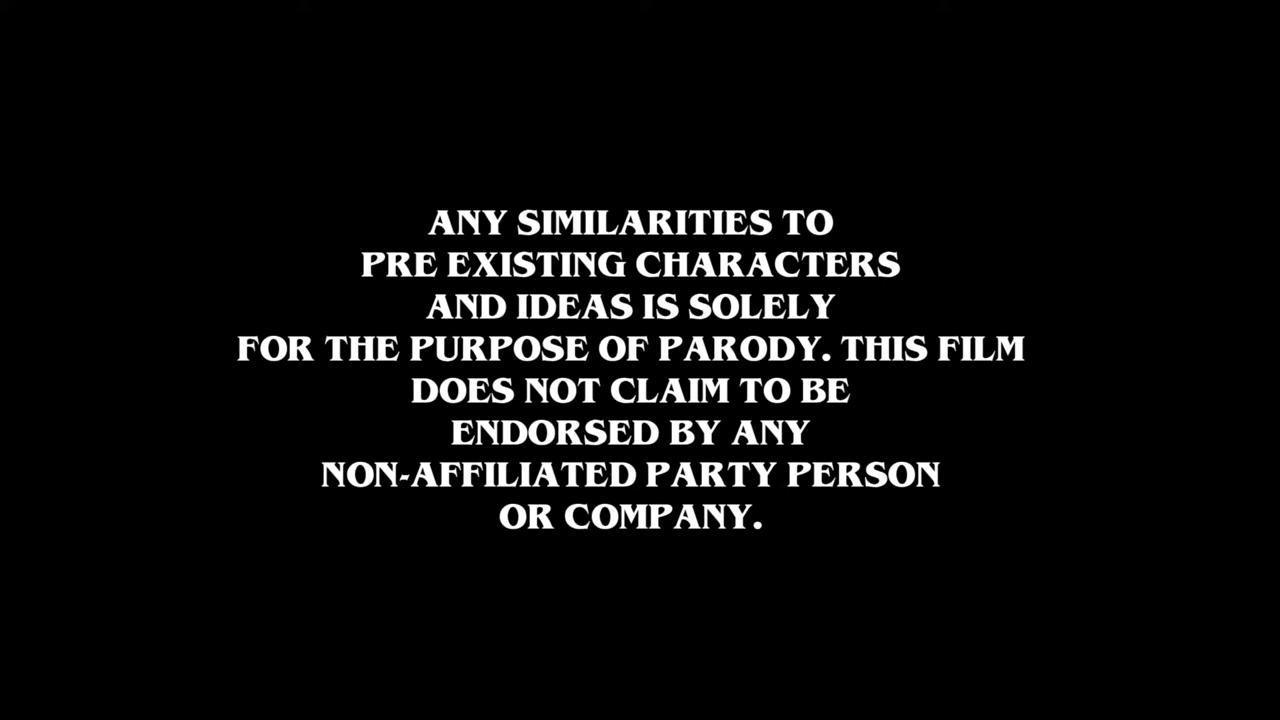 ANY SIMILARITIES TO
PRE EXISTING CHARACTERS
AND IDEAS IS SOLELY
FOR THE PURPOSE OF PARODY. THIS FILM
DOES NOT CLAIM TO BE
ENDORSED BY ANY
NON-AFFILIATED PARTY PERSON
OR COMPANY.